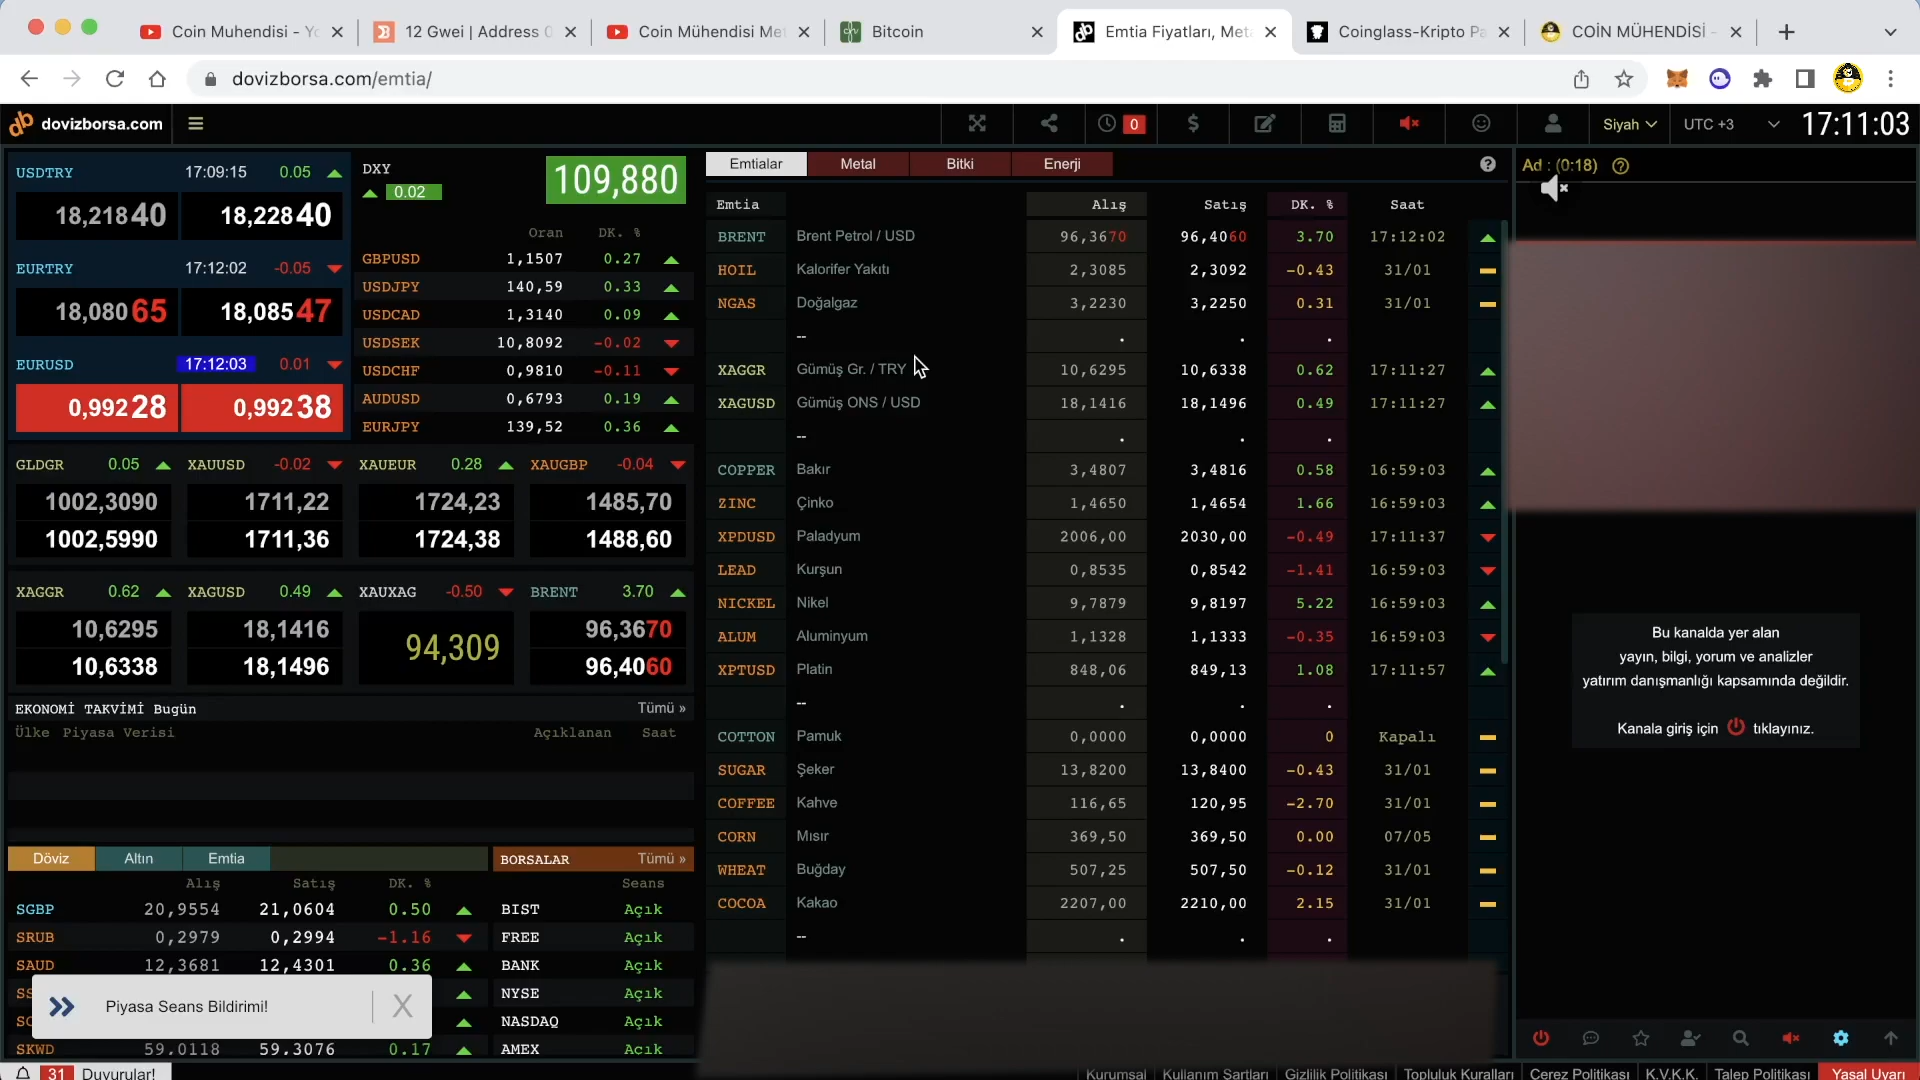 Coin Muhendisi - Yo
12 Gwei | Address 0
Coin Mühendisi Me
Bitcoin
Emtia Fiyatları, Meta
Coinglass-Kripto Pa
COİN MÜHENDİSİ -
dovizborsa.com/emtia/
dovizborsa.com
0
Siyah
UTC +3
17:11:03
USDTRY 17:09:15 0.05
18,218 40 18,228 40
EURTRY 17:12:02 -0.05
18,080 65 18,085 47
EURUSD 17:12:03 0.01
0,992 28 0,992 38
DXY
0.02
109,880
Oran DK. %
GBPUSD 1,1507 0.27
USDJPY 140,59 0.33
USDCAD 1,3140 0.09
USDSEK 10,8092 -0.02
USDCHF 0,9810 -0.11
AUDUSD 0,6793 0.19
EURJPY 139,52 0.36
GLDGR 0.05 XAUUSD -0.02 XAUEUR 0.28 XAUGBP -0.04
1002,3090 1711,22 1724,23 1485,70
1002,5990 1711,36 1724,38 1488,60
XAGGR 0.62 XAGUSD 0.49 XAUXAG -0.50 BRENT 3.70
10,6295 18,1416 94,309 96,3670
10,6338 18,1496 96,4060
EKONOMİ TAKVİMİ Bugün Tümü »
Ülke Piyasa Verisi Açıklanan Saat
Döviz Altın Emtia
Alış Satış DK. %
SGBP 20,9554 21,0604 0.50
SRUB 0,2979 0,2994 -1.16
SAUD 12,3681 12,4301 0.36
SKWD 59.0118 59.3076 0.17
Piyasa Seans Bildirimi!
X
31 Duyurular!
BORSALAR Tümü »
Seans
BIST Açık
FREE Açık
BANK Açık
NYSE Açık
NASDAQ Açık
AMEX Açık
Emtialar Metal Bitki Enerji
Emtia Alış Satış DK. % Saat
BRENT Brent Petrol / USD 96,3670 96,4060 3.70 17:12:02
HOIL Kalorifer Yakıtı 2,3085 2,3092 -0.43 31/01
NGAS Doğalgaz 3,2230 3,2250 0.31 31/01
-- . . .
XAGGR Gümüş Gr. / TRY 10,6295 10,6338 0.62 17:11:27
XAGUSD Gümüş ONS / USD 18,1416 18,1496 0.49 17:11:27
-- . . .
COPPER Bakır 3,4807 3,4816 0.58 16:59:03
ZINC Çinko 1,4650 1,4654 1.66 16:59:03
XPDUSD Paladyum 2006,00 2030,00 -0.49 17:11:37
LEAD Kurşun 0,8535 0,8542 -1.41 16:59:03
NICKEL Nikel 9,7879 9,8197 5.22 16:59:03
ALUM Aluminyum 1,1328 1,1333 -0.35 16:59:03
XPTUSD Platin 848,06 849,13 1.08 17:11:57
-- . . .
COTTON Pamuk 0,0000 0,0000 0 Kapalı
SUGAR Şeker 13,8200 13,8400 -0.43 31/01
COFFEE Kahve 116,65 120,95 -2.70 31/01
CORN Mısır 369,50 369,50 0.00 07/05
WHEAT Buğday 507,25 507,50 -0.12 31/01
COCOA Kakao 2207,00 2210,00 2.15 31/01
-- . . .
Ad : (0:18)
Bu kanalda yer alan
yayın, bilgi, yorum ve analizler
yatırım danışmanlığı kapsamında değildir.
Kanala giriş için tıklayınız.
Kurumsal Kullanım Şartları Gizlilik Politikası Topluluk Kuralları Çerez Politikası K.V.K.K. Talep Politikası Yasal Uyarı